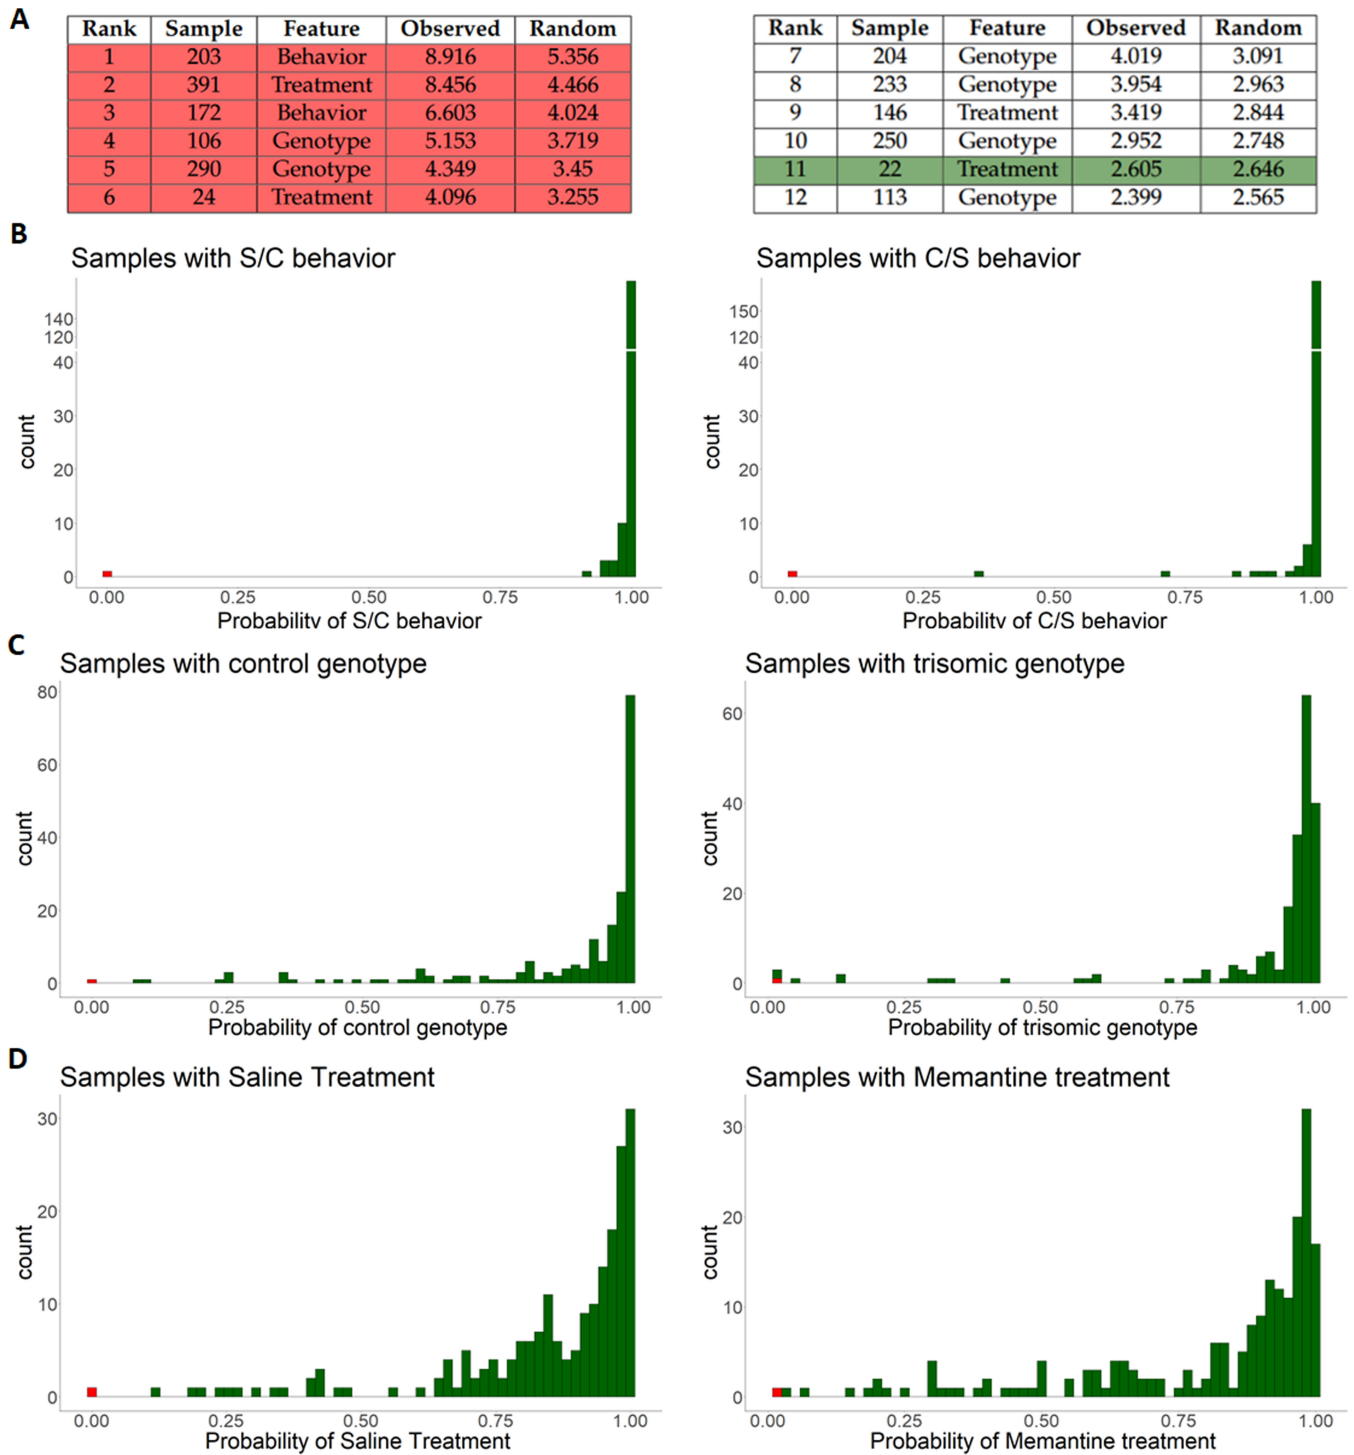 A
Rank Sample Feature Observed Random
1 203 Behavior 8.916 5.356
2 391 Treatment 8.456 4.466
3 172 Behavior 6.603 4.024
4 106 Genotype 5.153 3.719
5 290 Genotype 4.349 3.45
6 24 Treatment 4.096 3.255
Rank Sample Feature Observed Random
7 204 Genotype 4.019 3.091
8 233 Genotype 3.954 2.963
9 146 Treatment 3.419 2.844
10 250 Genotype 2.952 2.748
11 22 Treatment 2.605 2.646
12 113 Genotype 2.399 2.565
B
Samples with S/C behavior
140
120
40
30
20
10
0
count
0.00 0.25 0.50 0.75 1.00
Probability of S/C behavior
Samples with C/S behavior
150
120
40
30
20
10
0
count
0.00 0.25 0.50 0.75 1.00
Probability of C/S behavior
C
Samples with control genotype
80
60
40
20
0
count
0.00 0.25 0.50 0.75 1.00
Probability of control genotype
Samples with trisomic genotype
60
40
20
0
count
0.00 0.25 0.50 0.75 1.00
Probability of trisomic genotype
D
Samples with Saline Treatment
30
20
10
0
count
0.00 0.25 0.50 0.75 1.00
Probability of Saline Treatment
Samples with Memantine treatment
30
20
10
0
count
0.00 0.25 0.50 0.75 1.00
Probability of Memantine treatment